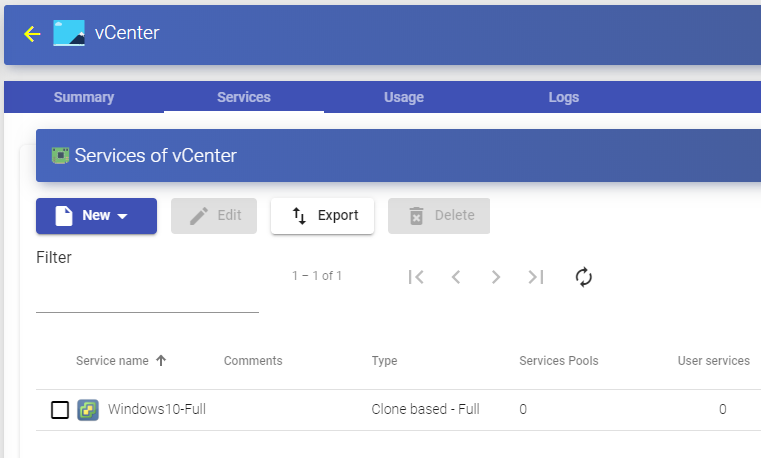 vCenter
Summary Services Usage Logs
Services of vCenter
New Edit Export Delete
Filter
1 – 1 of 1
Service name Comments Type Services Pools User services
Windows10-Full Clone based - Full 0 0